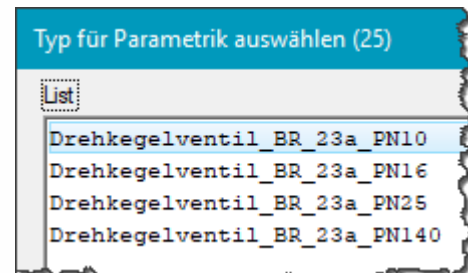 Typ für Parametrik auswählen (25)
List
Drehkegelventil_BR_23a_PN10
Drehkegelventil_BR_23a_PN16
Drehkegelventil_BR_23a_PN25
Drehkegelventil_BR_23a_PN140